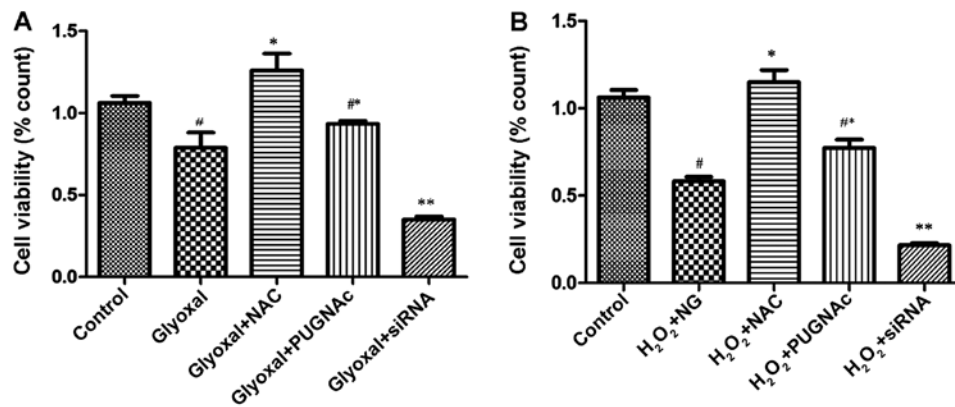 A
Cell viability (% count)
1.5
1.0
0.5
0.0
#
*
#*
**
Control
Glyoxal
Glyoxal+NAC
Glyoxal+PUGNAc
Glyoxal+siRNA
B
Cell viability (% count)
1.5
1.0
0.5
0.0
#
*
#*
**
Control
H₂O₂+NG
H₂O₂+NAC
H₂O₂+PUGNAc
H₂O₂+siRNA